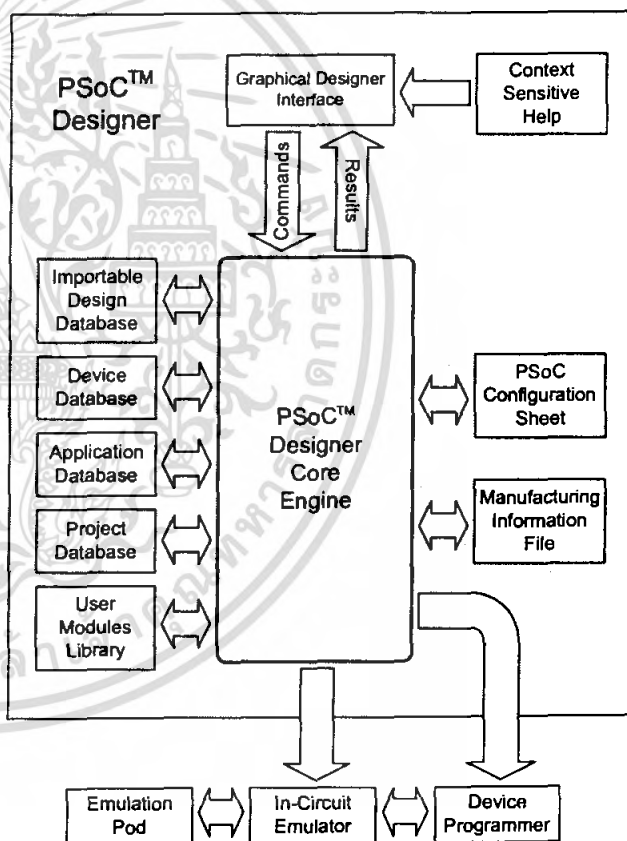 PSoC™
Designer
Graphical Designer
Interface
Context
Sensitive
Help
Commands
Results
Importable
Design
Database
Device
Database
Application
Database
Project
Database
User
Modules
Library
PSoC™
Designer
Core
Engine
PSoC
Configuration
Sheet
Manufacturing
Information
File
Emulation
Pod
In-Circuit
Emulator
Device
Programmer